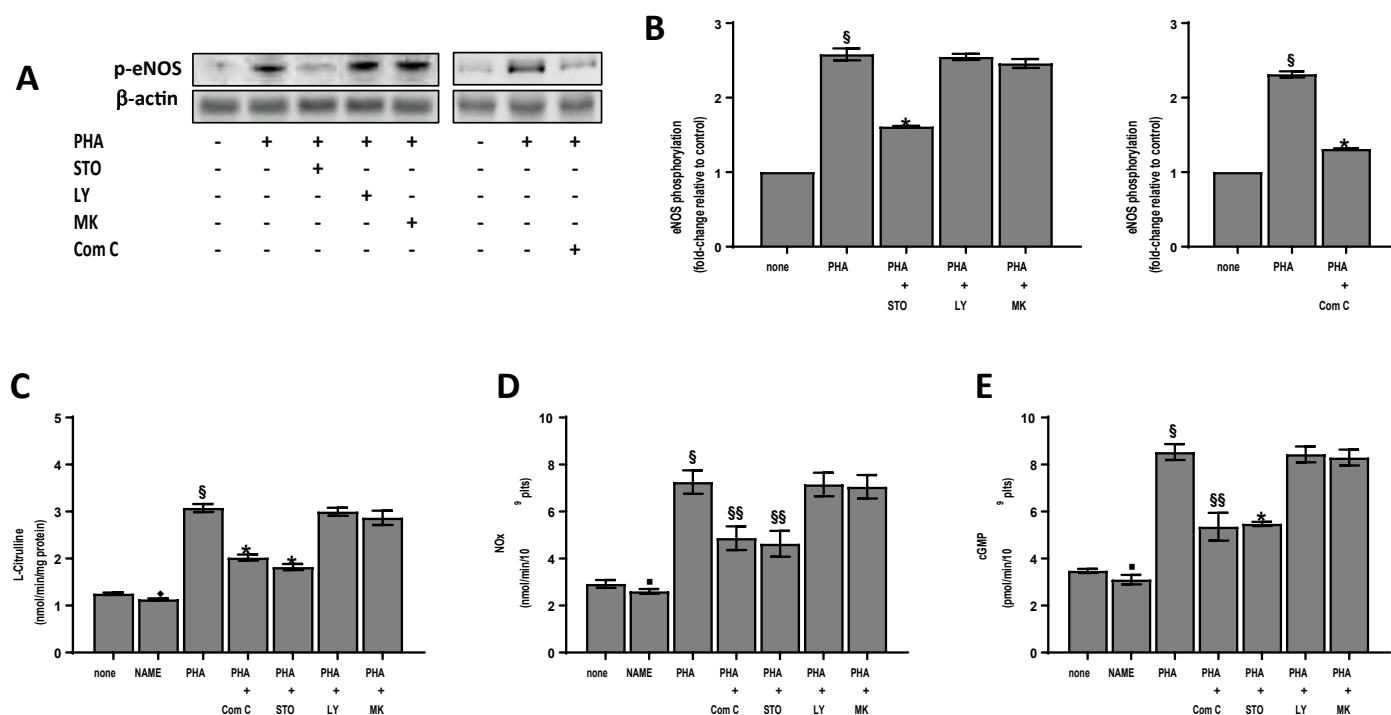 A
p-eNOS
β-actin
PHA - + + + + - + +
STO - - + - - - - -
LY - - - + - - - -
MK - - - - + - - -
Com C - - - - - - - +
B
eNOS phosphorylation
(fold-change relative to control)
3
2
1
0
§
*
none PHA PHA PHA PHA
+ + +
STO LY MK
eNOS phosphorylation
(fold-change relative to control)
3
2
1
0
§
*
none PHA PHA
+
Com C
C
L-Citrulline
(nmol/min/mg protein)
5
4
3
2
1
0
§
*
*
◆
none NAME PHA PHA PHA PHA PHA
+ + + +
Com C STO LY MK
D
NOx
(nmol/min/10 9 plts)
10
8
6
4
2
0
§
§§ §§
■
none NAME PHA PHA PHA PHA PHA
+ + + +
Com C STO LY MK
E
cGMP
(pmol/min/10 9 plts)
10
8
6
4
2
0
§
§§ *
■
none NAME PHA PHA PHA PHA PHA
+ + + +
Com C STO LY MK